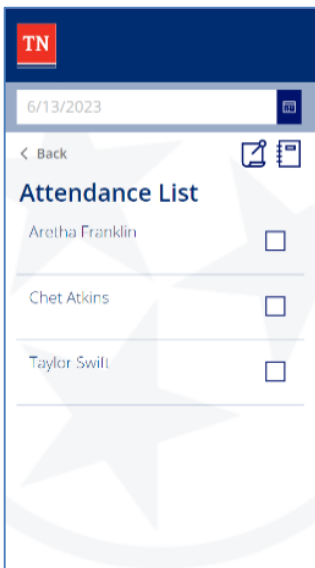 TN
6/13/2023
< Back
Attendance List
Aretha Franklin
Chet Atkins
Taylor Swift